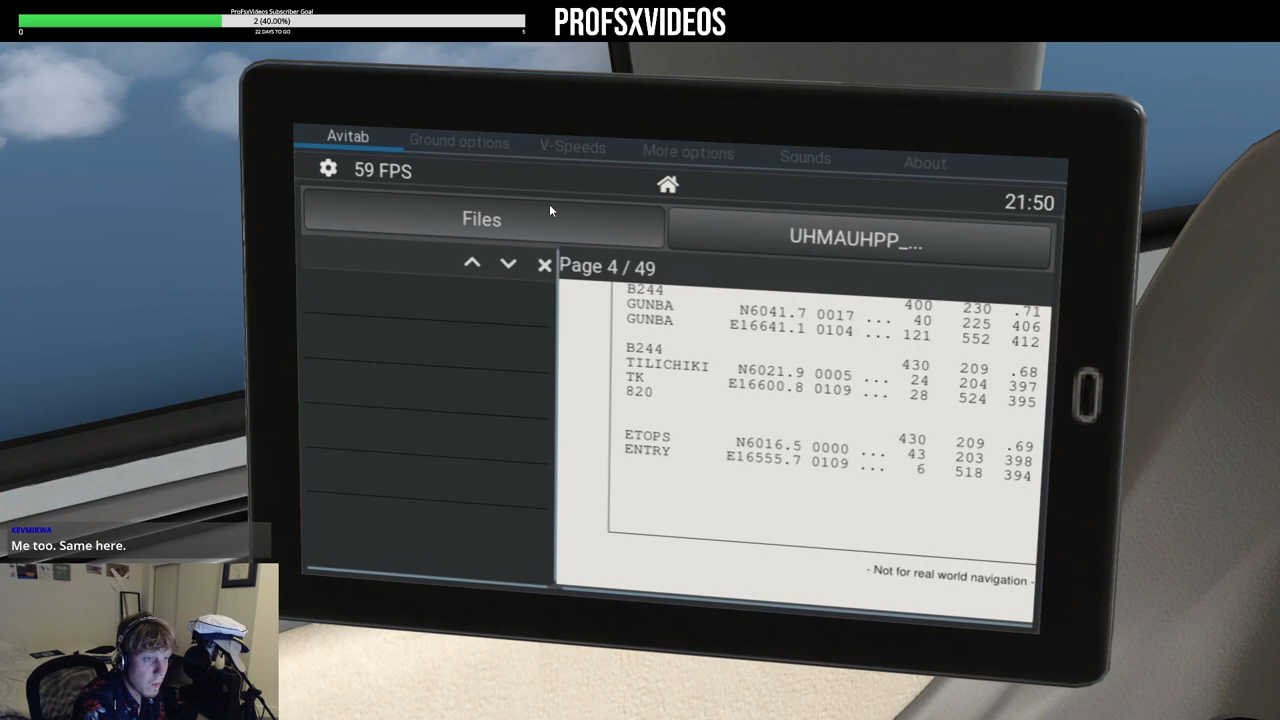 ProFsxVideos Subscriber Goal
2 (40.00%)
0
5
22 DAYS TO GO
PROFSXVIDEOS
Avitab
Ground options
V-Speeds
More options
Sounds
About
59 FPS
21:50
Files
UHMAUHPP_...
Page 4 / 49
B244 400 230 .71
GUNBA N6041.7 0017 ... 40 225 406
GUNBA E16641.1 0104 ... 121 552 412
B244
TILICHIKI N6021.9 0005 ... 430 209 .68
TK E16600.8 0109 ... 24 204 397
820 28 524 395
ETOPS N6016.5 0000 ... 430 209 .69
ENTRY E16555.7 0109 ... 43 203 398
6 518 394
- Not for real world navigation -
KEVMIKWA
Me too. Same here.